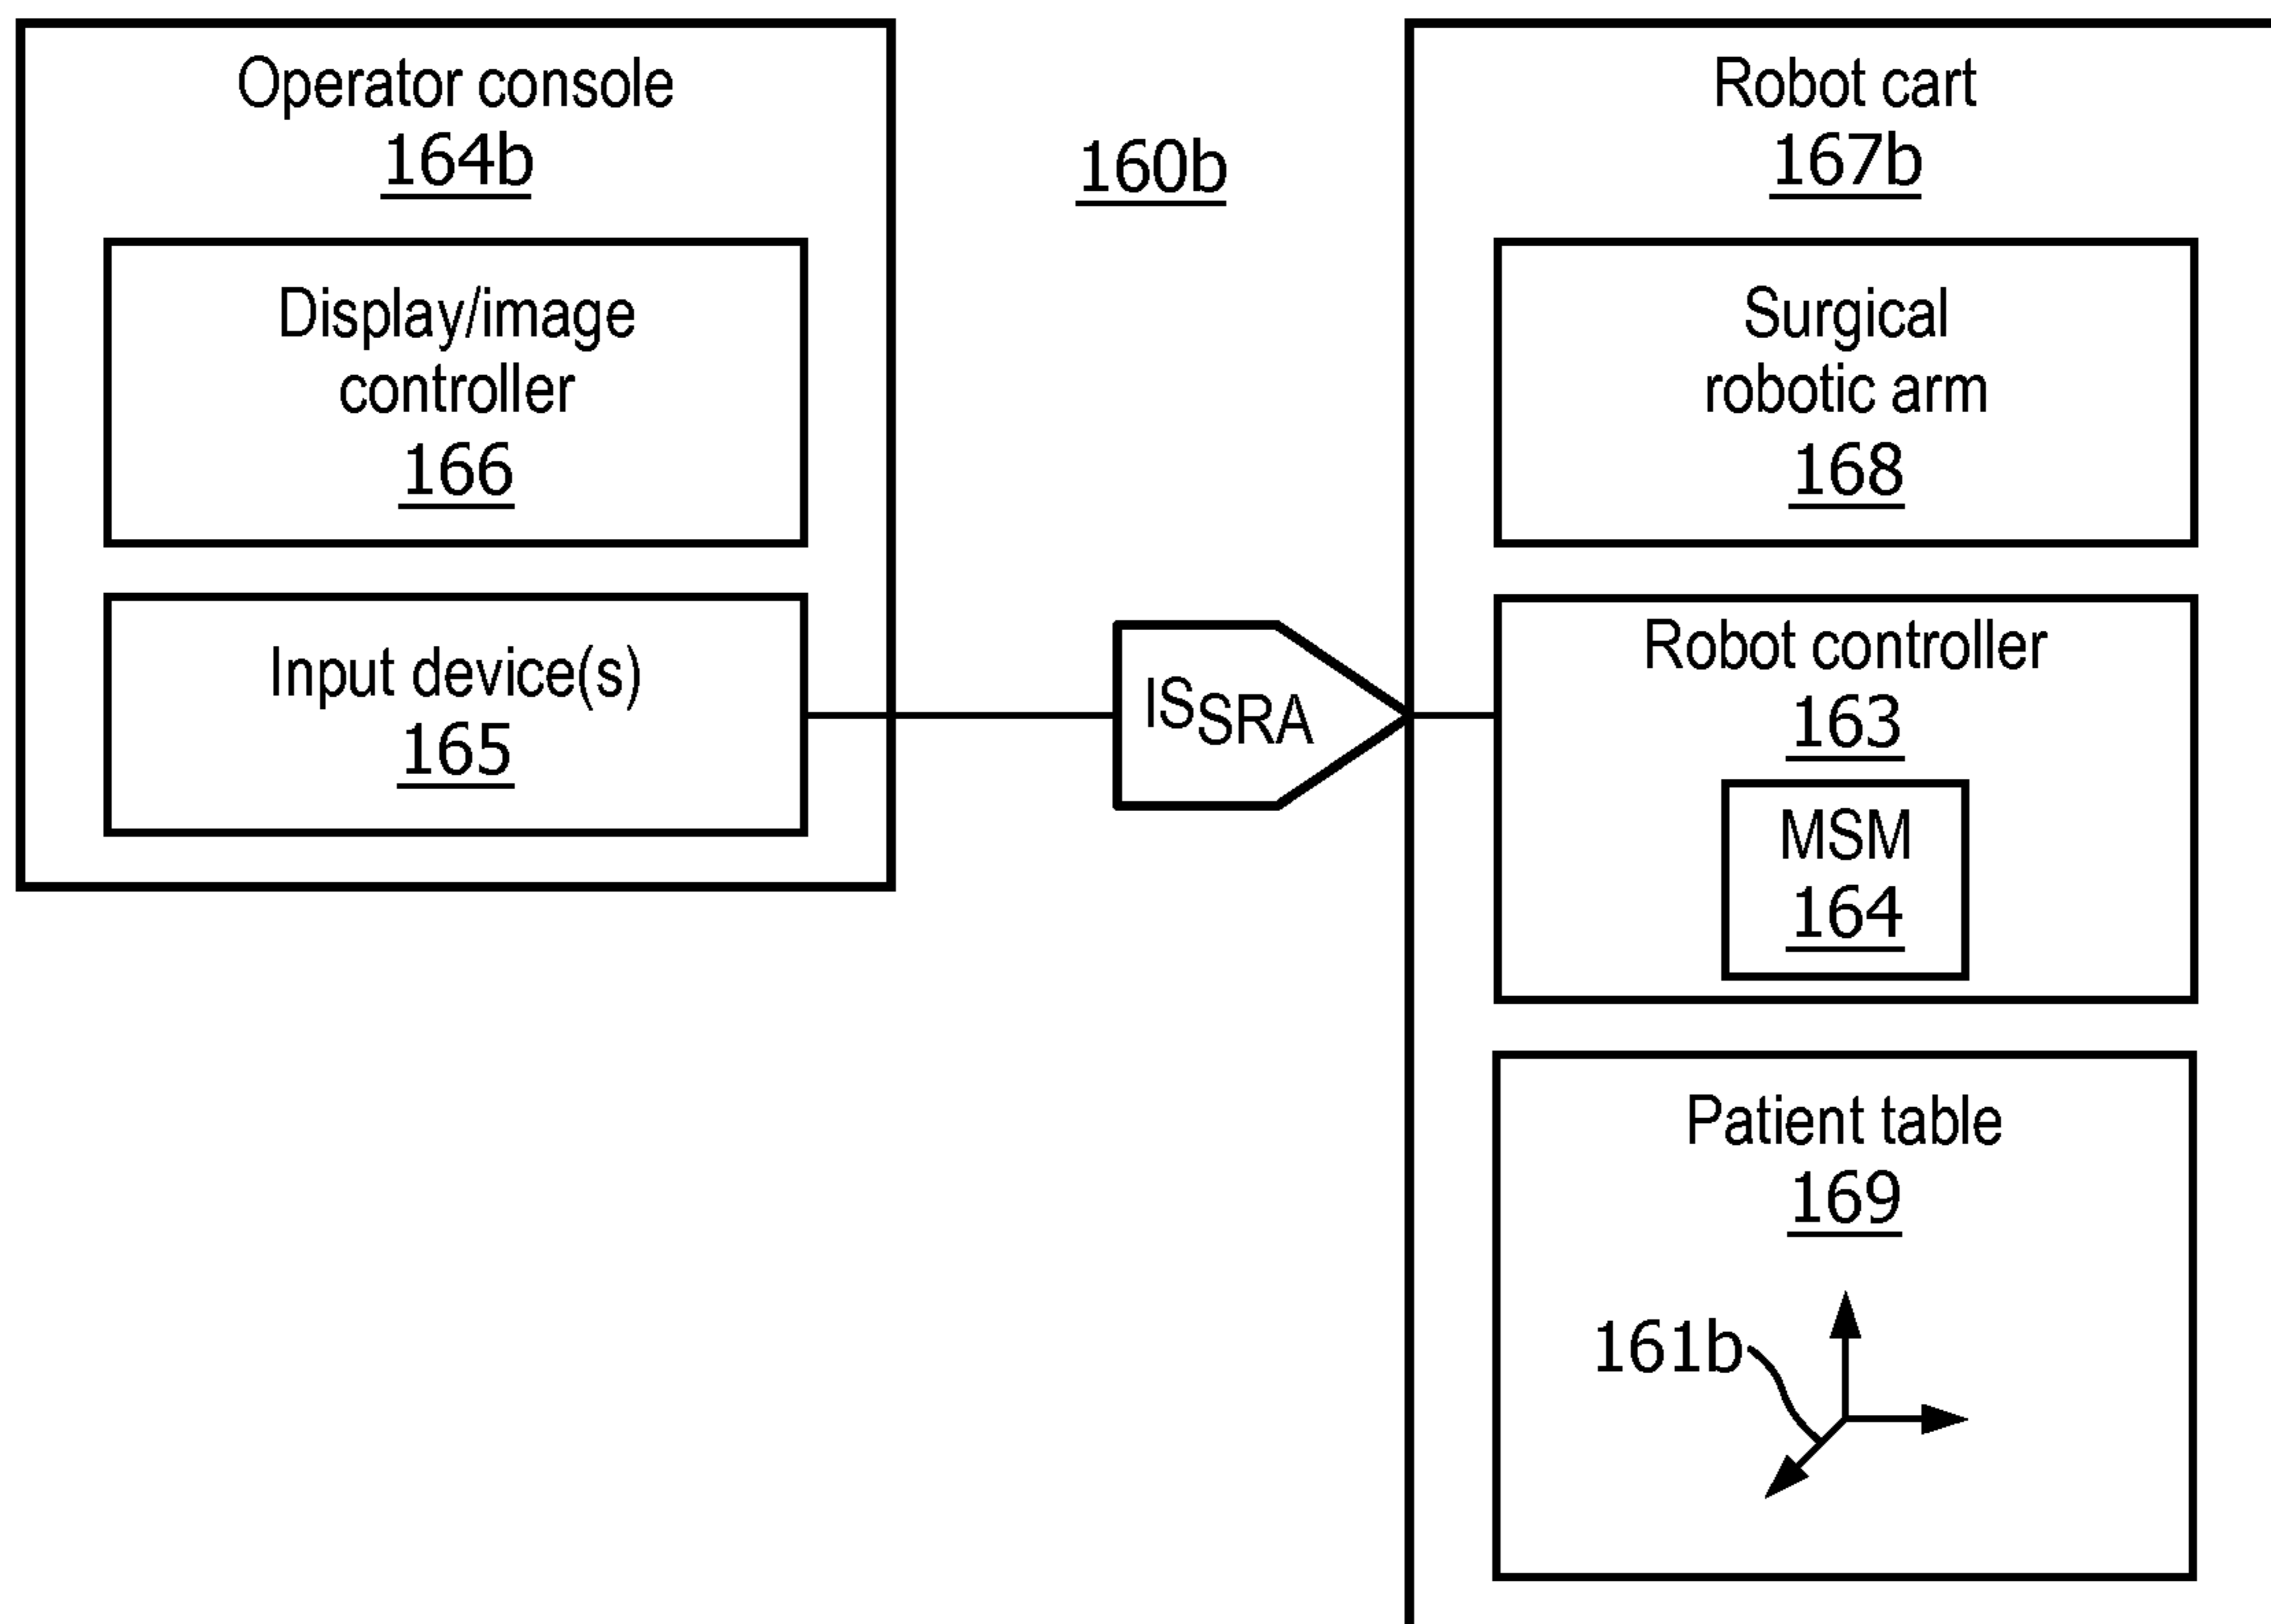 Operator console
164b
Display/image
controller
166
Input device(s)
165
160b
ISSRA
Robot cart
167b
Surgical
robotic arm
168
Robot controller
163
MSM
164
Patient table
169
161b